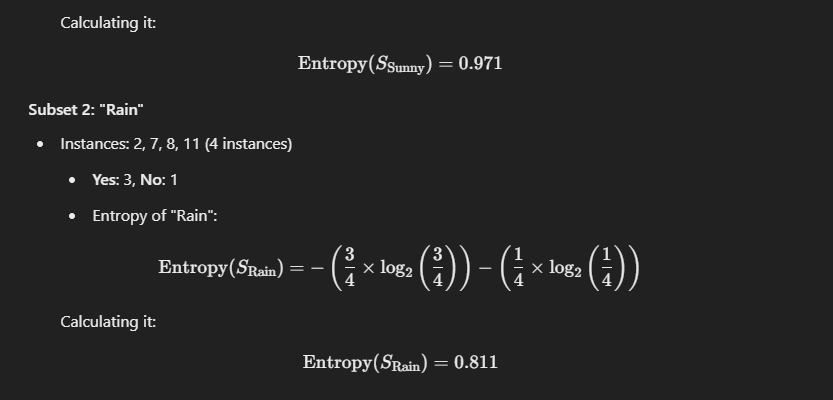 Calculating it:
Entropy(S_Sunny) = 0.971
Subset 2: "Rain"
• Instances: 2, 7, 8, 11 (4 instances)
• Yes: 3, No: 1
• Entropy of "Rain":
Entropy(S_Rain) = − (3/4 × log₂ (3/4)) − (1/4 × log₂ (1/4))
Calculating it:
Entropy(S_Rain) = 0.811